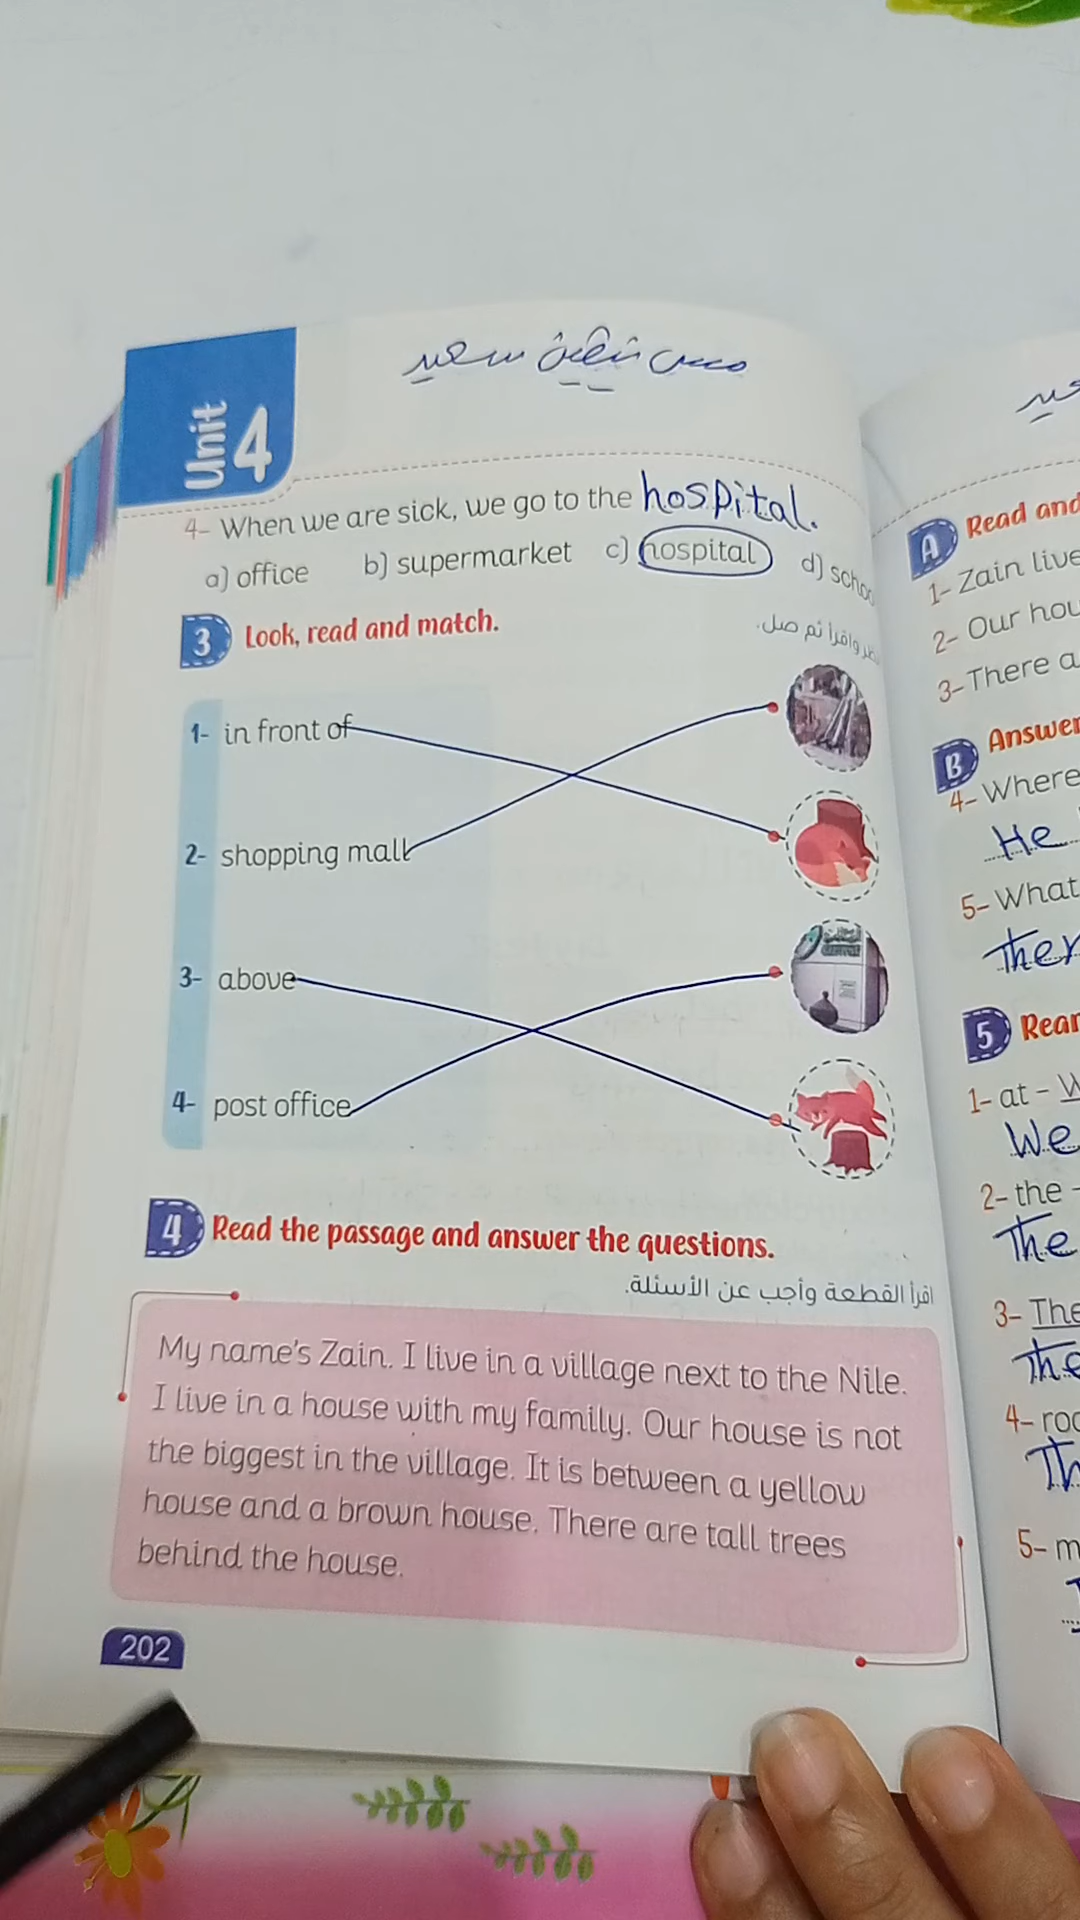 Unit 4
4- When we are sick, we go to the hospital.
a) office b) supermarket c) hospital d)
3 Look, read and match.
واقرأ ثم صل.
1- in front of
2- shopping mall
3- above
4- post office
4 Read the passage and answer the questions.
اقرأ القطعة وأجب عن الأسئلة.
My name's Zain. I live in a village next to the Nile.
I live in a house with my family. Our house is not
the biggest in the village. It is between a yellow
house and a brown house. There are tall trees
behind the house.
202
A Read and
1- Zain live
2- Our hou
3- There a
B Answer
4- Where
He
5- What
Ther
5 Rear
1- at - W
We
2- the -
The
3- The
The
4- roo
Th
5- m